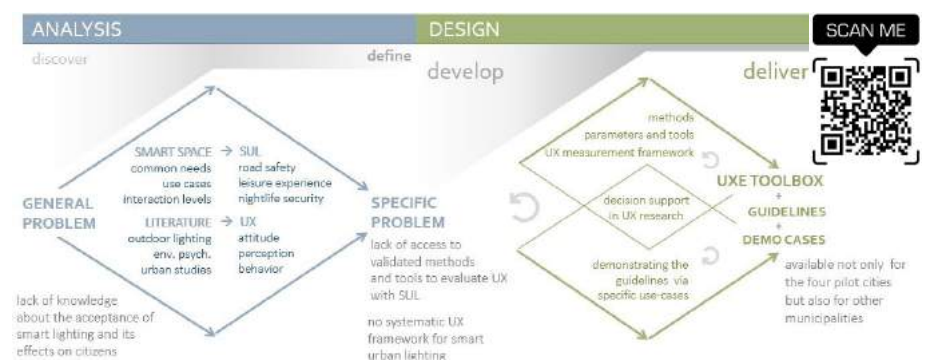 ANALYSIS
DESIGN
SCAN ME
discover
define
develop
deliver
GENERAL
PROBLEM
lack of knowledge
about the acceptance of
smart lighting and its
effects on citizens
SMART SPACE → SUL
common needs road safety
use cases leisure experience
interaction levels nightlife security
LITERATURE → UX
outdoor lighting attitude
env. psych. perception
urban studies behavior
SPECIFIC
PROBLEM
lack of access to
validated methods
and tools to evaluate UX
with SUL
no systematic UX
framework for smart
urban lighting
methods
parameters and tools
UX measurement framework
decision support
in UX research
demonstrating the
guidelines via
specific use-cases
UXE TOOLBOX
+
GUIDELINES
+
DEMO CASES
available not only for
the four pilot cities
but also for other
municipalities